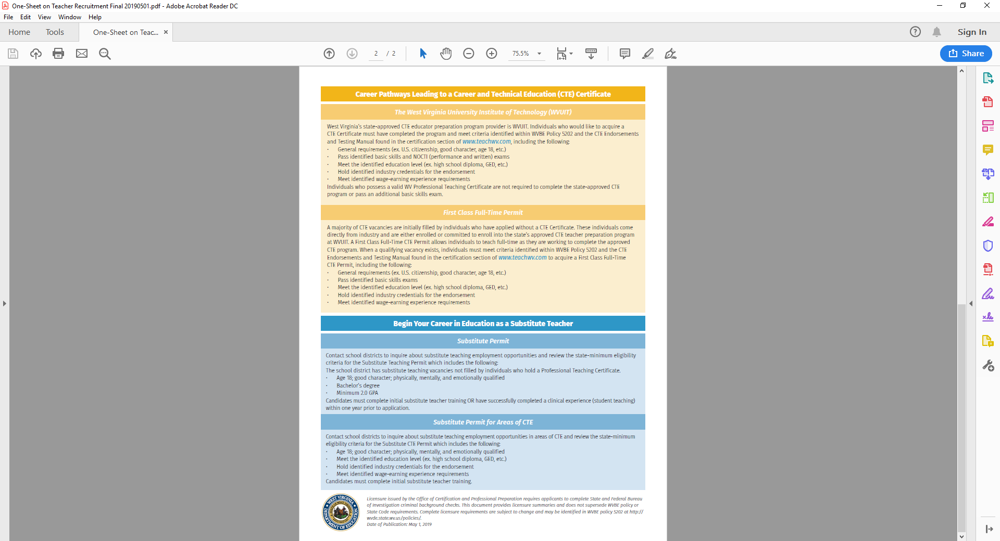 One-Sheet on Teacher Recruitment Final 20190501.pdf - Adobe Acrobat Reader DC
File Edit View Window Help
Home Tools One-Sheet on Teac... × Sign In
2 / 2 75.5% Share
Career Pathways Leading to a Career and Technical Education (CTE) Certificate
The West Virginia University Institute of Technology (WVUIT)
West Virginia's state-approved CTE educator preparation program provider is WVUIT. Individuals who would like to acquire a
CTE Certificate must have completed the program and meet criteria identified within WVBE Policy 5202 and the CTE Endorsements
and Testing Manual found in the certification section of www.teachwv.com, including the following:
· General requirements (ex. U.S. citizenship, good character, age 18, etc.)
· Pass identified basic skills and NOCTI (performance and written) exams
· Meet the identified education level (ex. high school diploma, GED, etc.)
· Hold identified industry credentials for the endorsement
· Meet identified wage-earning experience requirements
Individuals who possess a valid WV Professional Teaching Certificate are not required to complete the state-approved CTE
program or pass an additional basic skills exam.
First Class Full-Time Permit
A majority of CTE vacancies are initially filled by individuals who have applied without a CTE Certificate. These individuals come
directly from industry and are either enrolled or committed to enroll into the state's approved CTE teacher preparation program
at WVUIT. A First Class Full-Time CTE Permit allows individuals to teach full-time as they are working to complete the approved
CTE program. When a qualifying vacancy exists, individuals must meet criteria identified within WVBE Policy 5202 and the CTE
Endorsements and Testing Manual found in the certification section of www.teachwv.com to acquire a First Class Full-Time
CTE Permit, including the following:
· General requirements (ex. U.S. citizenship, good character, age 18, etc.)
· Pass identified basic skills exams
· Meet the identified education level (ex. high school diploma, GED, etc.)
· Hold identified industry credentials for the endorsement
· Meet identified wage-earning experience requirements
Begin Your Career in Education as a Substitute Teacher
Substitute Permit
Contact school districts to inquire about substitute teaching employment opportunities and review the state-minimum eligibility
criteria for the Substitute Teaching Permit which includes the following:
The school district has substitute teaching vacancies not filled by individuals who hold a Professional Teaching Certificate.
· Age 18; good character; physically, mentally, and emotionally qualified
· Bachelor's degree
· Minimum 2.0 GPA
Candidates must complete initial substitute teacher training OR have successfully completed a clinical experience (student teaching)
within one year prior to application.
Substitute Permit for Areas of CTE
Contact school districts to inquire about substitute teaching employment opportunities in areas of CTE and review the state-minimum
eligibility criteria for the Substitute CTE Permit which includes the following:
· Age 18; good character; physically, mentally, and emotionally qualified
· Meet the identified education level (ex. high school diploma, GED, etc.)
· Hold identified industry credentials for the endorsement
· Meet identified wage-earning experience requirements
Candidates must complete initial substitute teacher training.
WEST VIRGINIA
DEPARTMENT OF EDUCATION
Licensure issued by the Office of Certification and Professional Preparation requires applicants to complete State and Federal Bureau
of Investigation criminal background checks. This document provides licensure summaries and does not supersede WVBE policy or
State Code requirements. Complete licensure requirements are subject to change and may be identified in WVBE policy 5202 at http://
wvde.state.wv.us/policies/.
Date of Publication: May 1, 2019